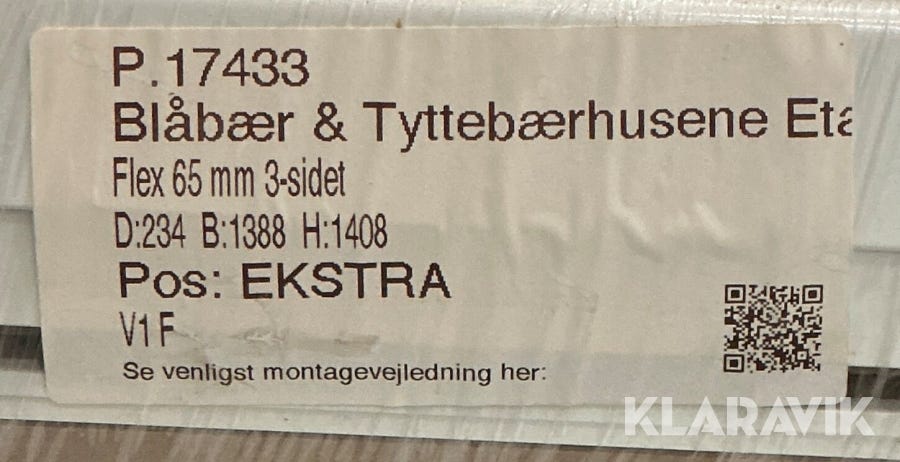 P.17433
Blåbær & Tyttebærhusene Eta
Flex 65 mm 3-sidet
D:234 B:1388 H:1408
Pos: EKSTRA
V1 F
Se venligst montagevejledning her:
KLARAVIK